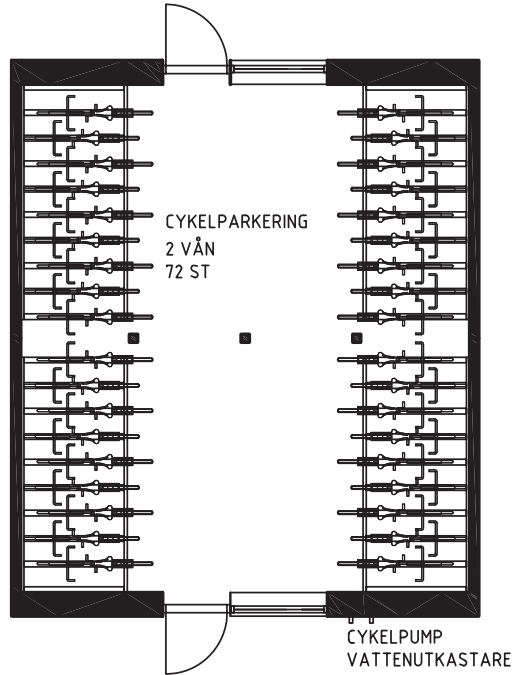 CYKELPARKERING
2 VÅN
72 ST
CYKELPUMP
VATTENUTKASTARE